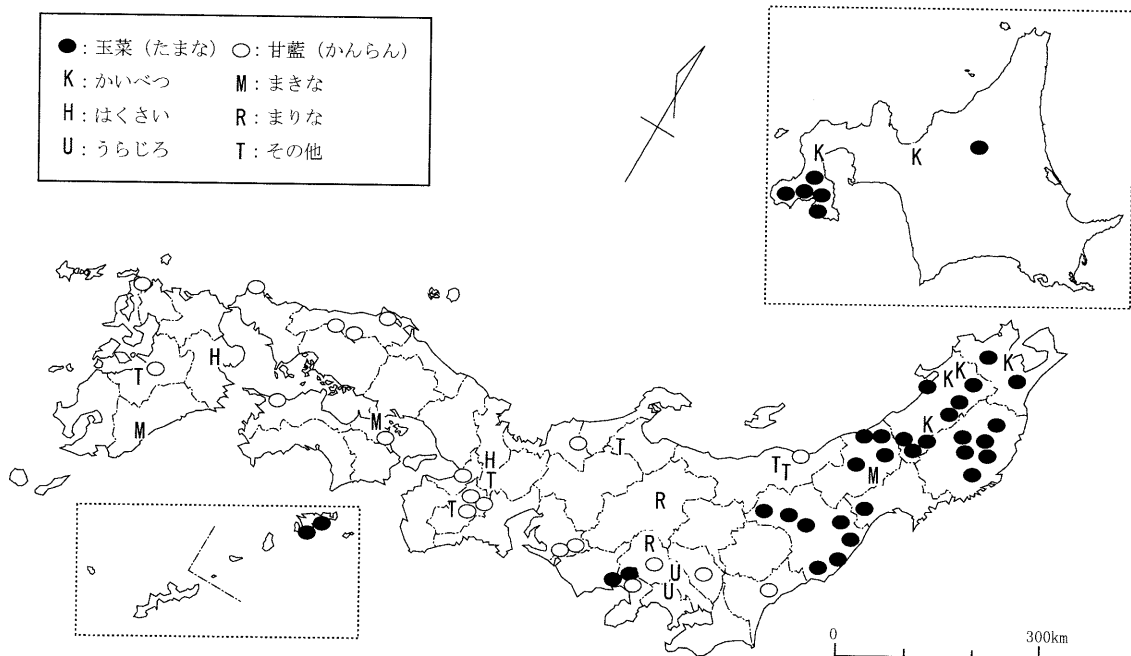 ●：玉菜（たまな） ○：甘藍（かんらん）
K：かいべつ M：まきな
H：はくさい R：まりな
U：うらじろ T：その他
K K
K K K
H
T
K
M
M
M
T
T T
H
T
T
R
R
U
U
0 300km